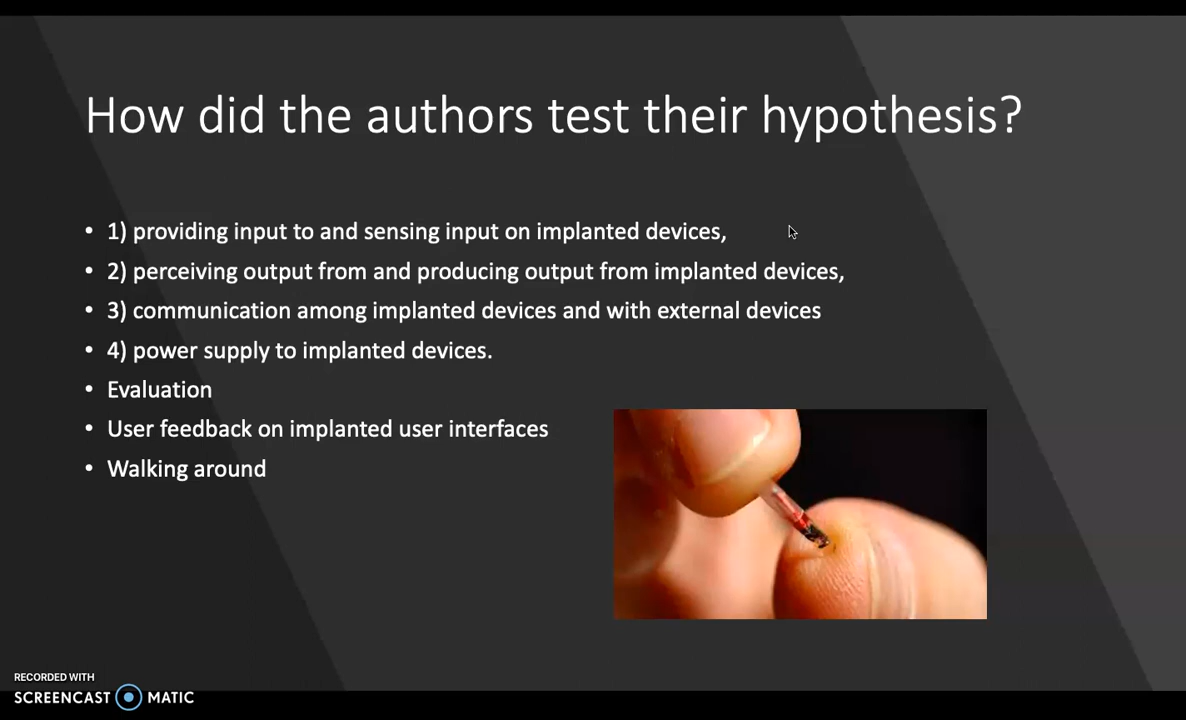 How did the authors test their hypothesis?
• 1) providing input to and sensing input on implanted devices,
• 2) perceiving output from and producing output from implanted devices,
• 3) communication among implanted devices and with external devices
• 4) power supply to implanted devices.
• Evaluation
• User feedback on implanted user interfaces
• Walking around
RECORDED WITH
SCREENCAST MATIC